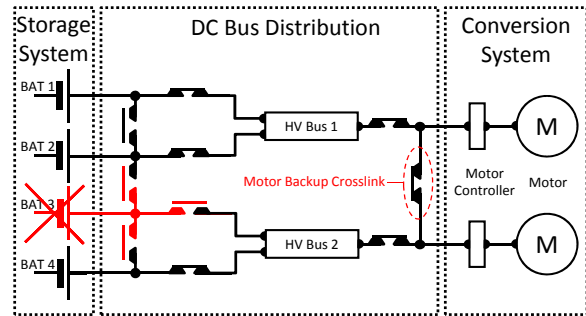 Storage
System
DC Bus Distribution
Conversion
System
BAT 1
BAT 2
BAT 3
BAT 4
HV Bus 1
HV Bus 2
Motor Backup Crosslink
Motor
Controller
Motor
M
M